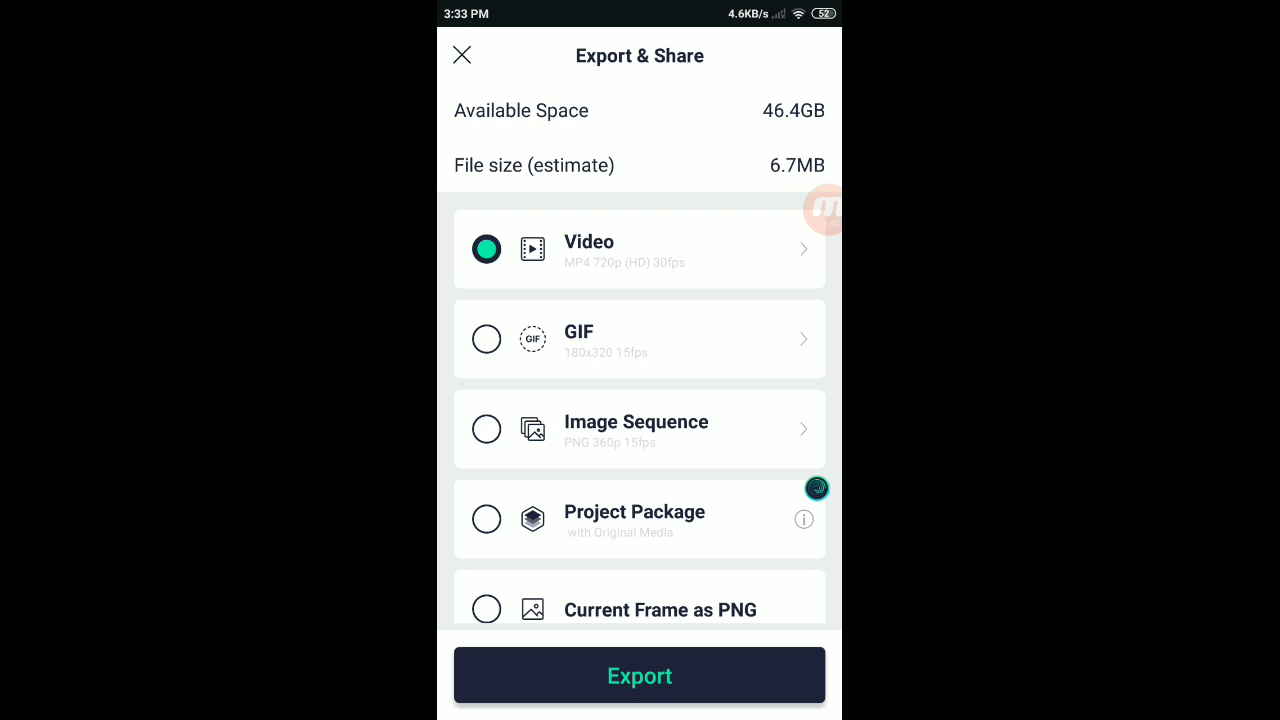 3:33 PM 4.6KB/s 52
Export & Share
Available Space 46.4GB
File size (estimate) 6.7MB
Video
MP4 720p (HD) 30fps
GIF GIF
180x320 15fps
Image Sequence
PNG 360p 15fps
Project Package
with Original Media
Current Frame as PNG
Export